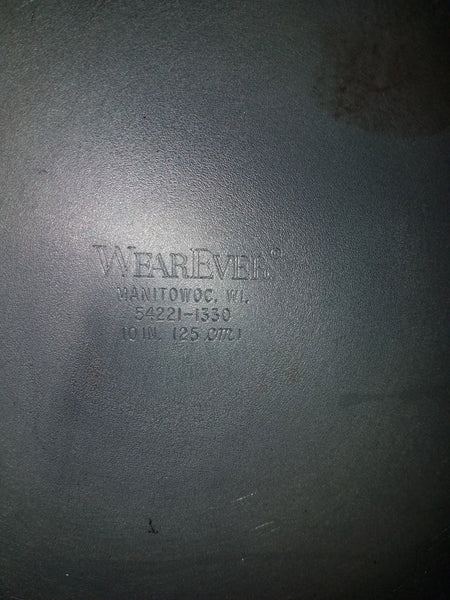 WEAREVER®
MANITOWOC, WI.
54221-1330
10 IN. (25 cm)